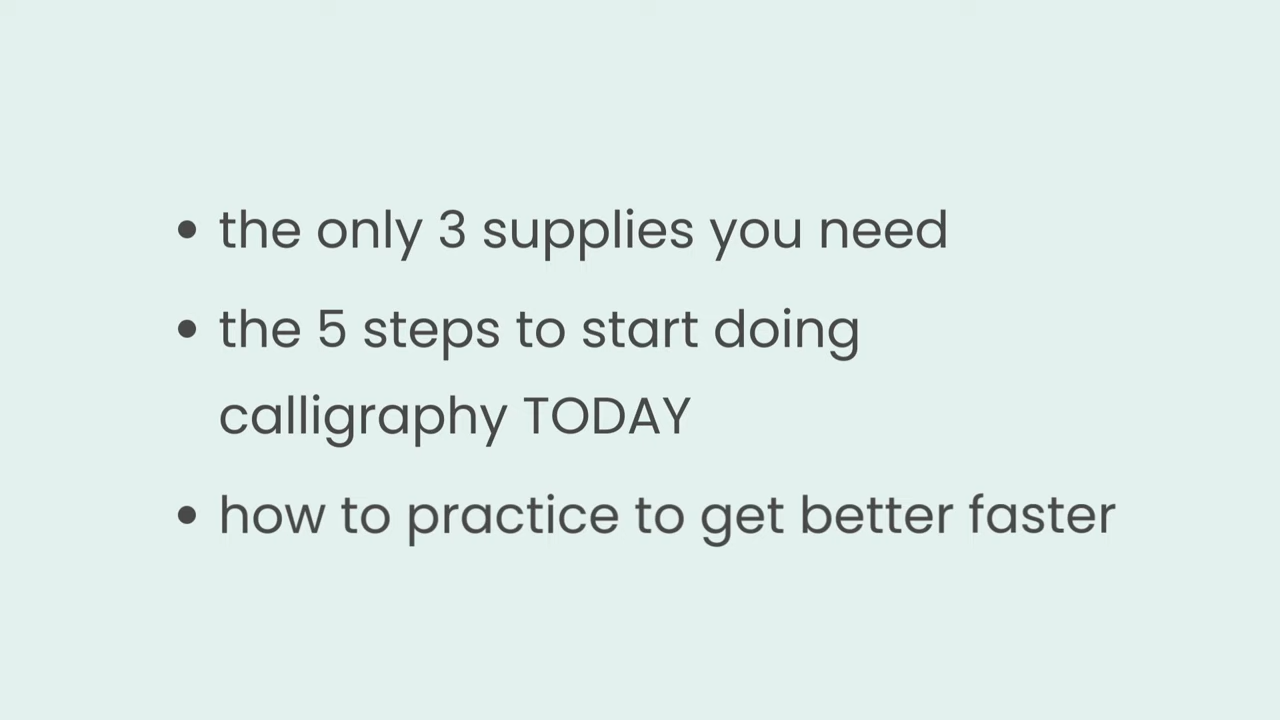 • the only 3 supplies you need
• the 5 steps to start doing
calligraphy TODAY
• how to practice to get better faster